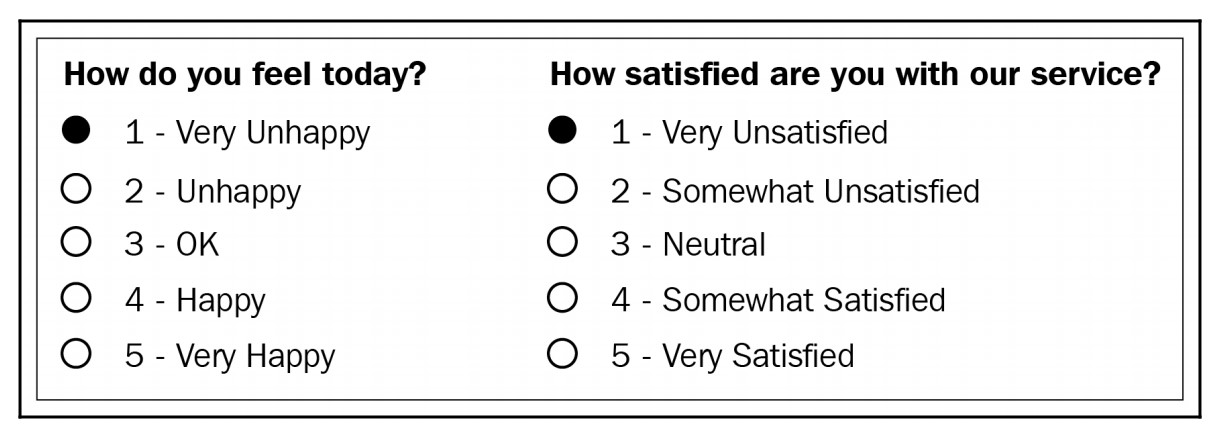 How do you feel today?
1 - Very Unhappy
2 - Unhappy
3 - OK
4 - Happy
5 - Very Happy
How satisfied are you with our service?
1 - Very Unsatisfied
2 - Somewhat Unsatisfied
3 - Neutral
4 - Somewhat Satisfied
5 - Very Satisfied